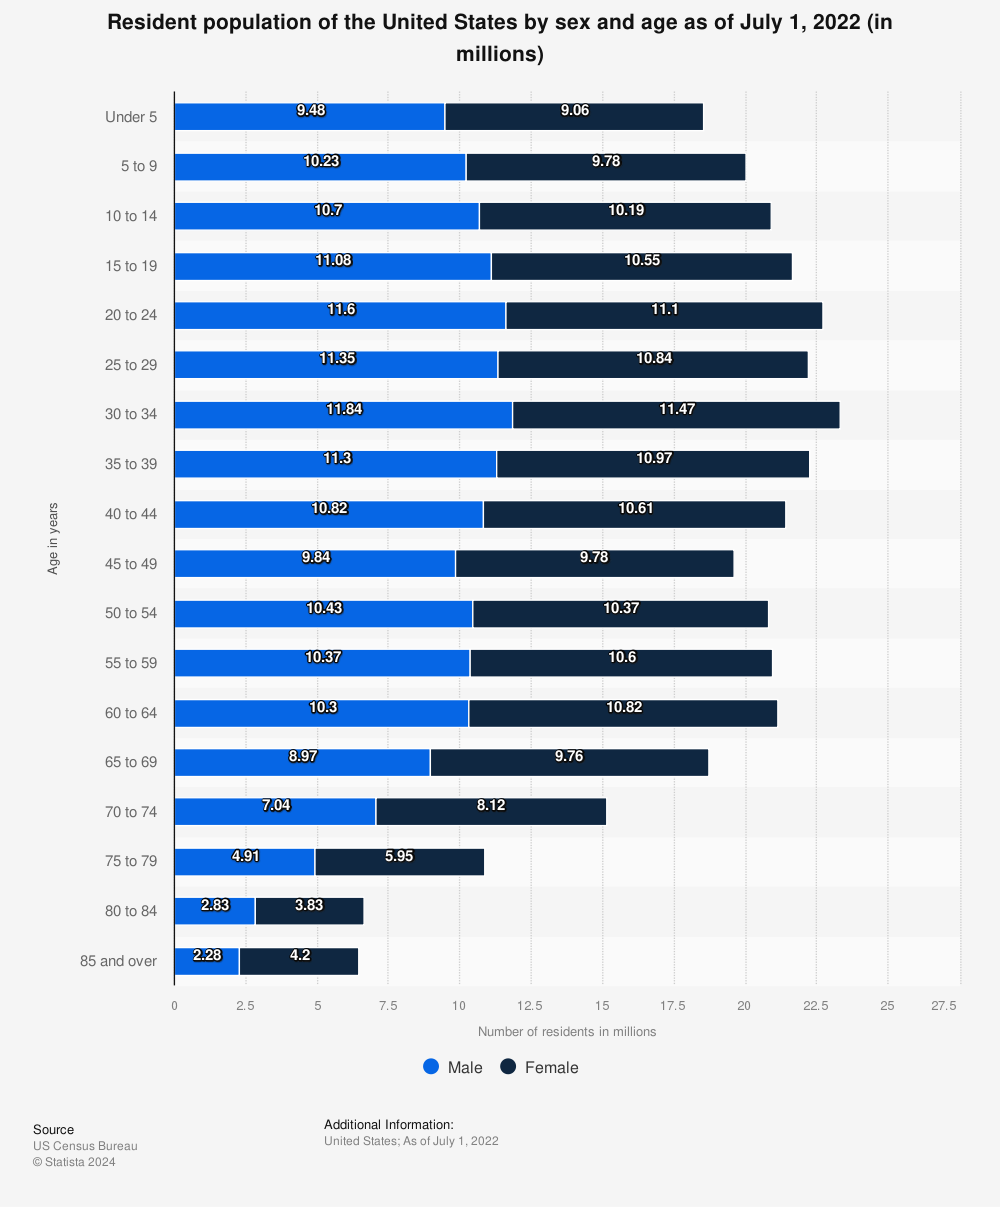 Resident population of the United States by sex and age as of July 1, 2022 (in
millions)
Under 5
9.48
9.06
5 to 9
10.23
9.78
10 to 14
10.7
10.19
15 to 19
11.08
10.55
20 to 24
11.6
11.1
25 to 29
11.35
10.84
30 to 34
11.84
11.47
35 to 39
11.3
10.97
40 to 44
10.82
10.61
45 to 49
9.84
9.78
50 to 54
10.43
10.37
55 to 59
10.37
10.6
60 to 64
10.3
10.82
65 to 69
8.97
9.76
70 to 74
7.04
8.12
75 to 79
4.91
5.95
80 to 84
2.83
3.83
85 and over
2.28
4.2
Age in years
0 2.5 5 7.5 10 12.5 15 17.5 20 22.5 25 27.5
Number of residents in millions
Male Female
Source
US Census Bureau
© Statista 2024
Additional Information:
United States; As of July 1, 2022